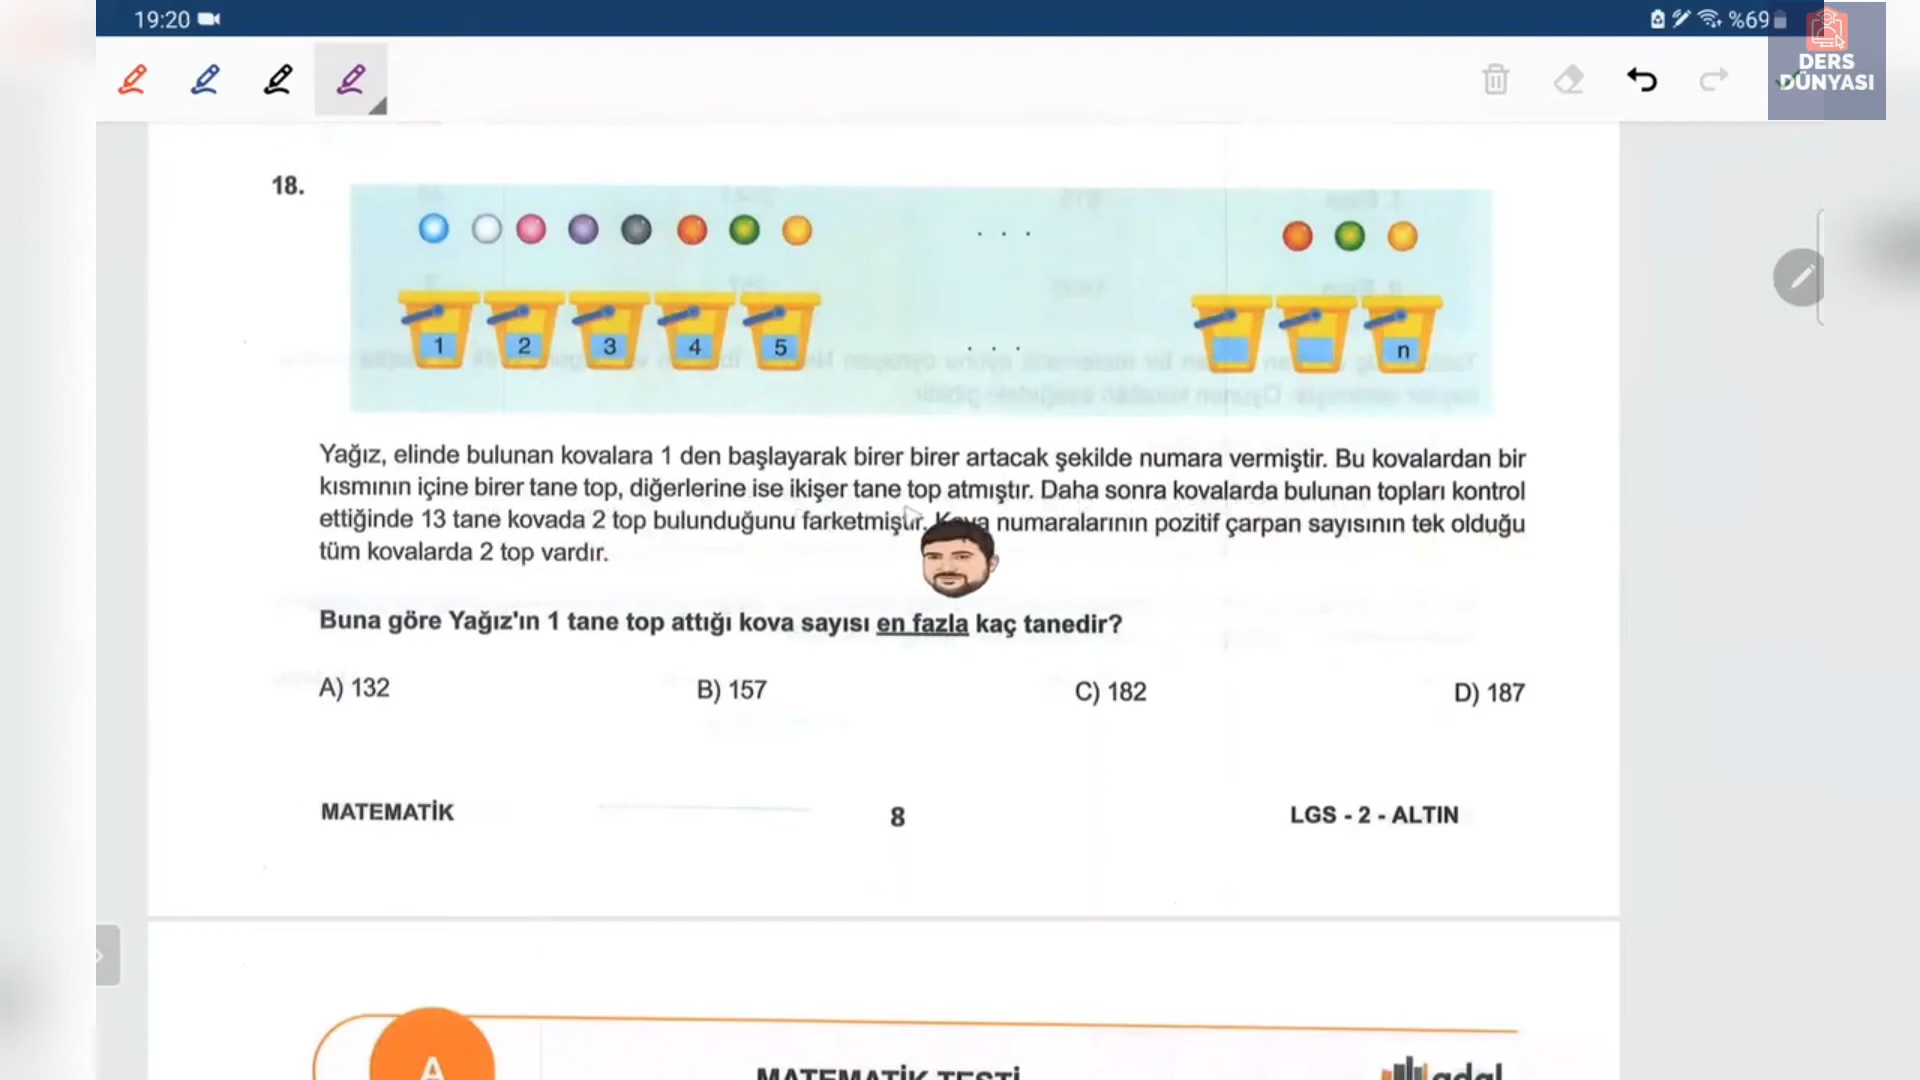 19:20
%69
DERS
DÜNYASI
18.
1 2 3 4 5
n
Yağız, elinde bulunan kovalara 1 den başlayarak birer birer artacak şekilde numara vermiştir. Bu kovalardan bir
kısmının içine birer tane top, diğerlerine ise ikişer tane top atmıştır. Daha sonra kovalarda bulunan topları kontrol
ettiğinde 13 tane kovada 2 top bulunduğunu farketmiştir. Kova numaralarının pozitif çarpan sayısının tek olduğu
tüm kovalarda 2 top vardır.
Buna göre Yağız'ın 1 tane top attığı kova sayısı en fazla kaç tanedir?
A) 132 B) 157 C) 182 D) 187
MATEMATİK 8 LGS - 2 - ALTIN
A
MATEMATİK TESTİ